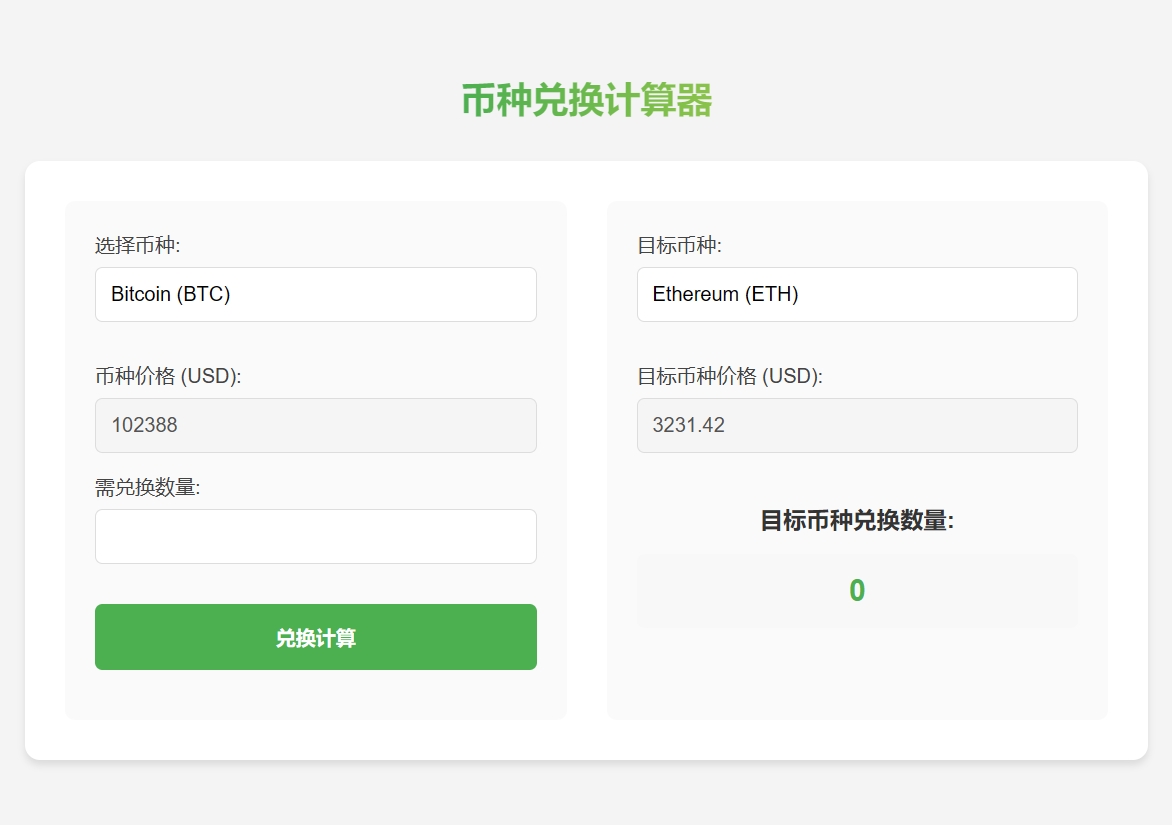 币种兑换计算器
选择币种:
Bitcoin (BTC)
币种价格 (USD):
102388
需兑换数量:
兑换计算
目标币种:
Ethereum (ETH)
目标币种价格 (USD):
3231.42
目标币种兑换数量:
0